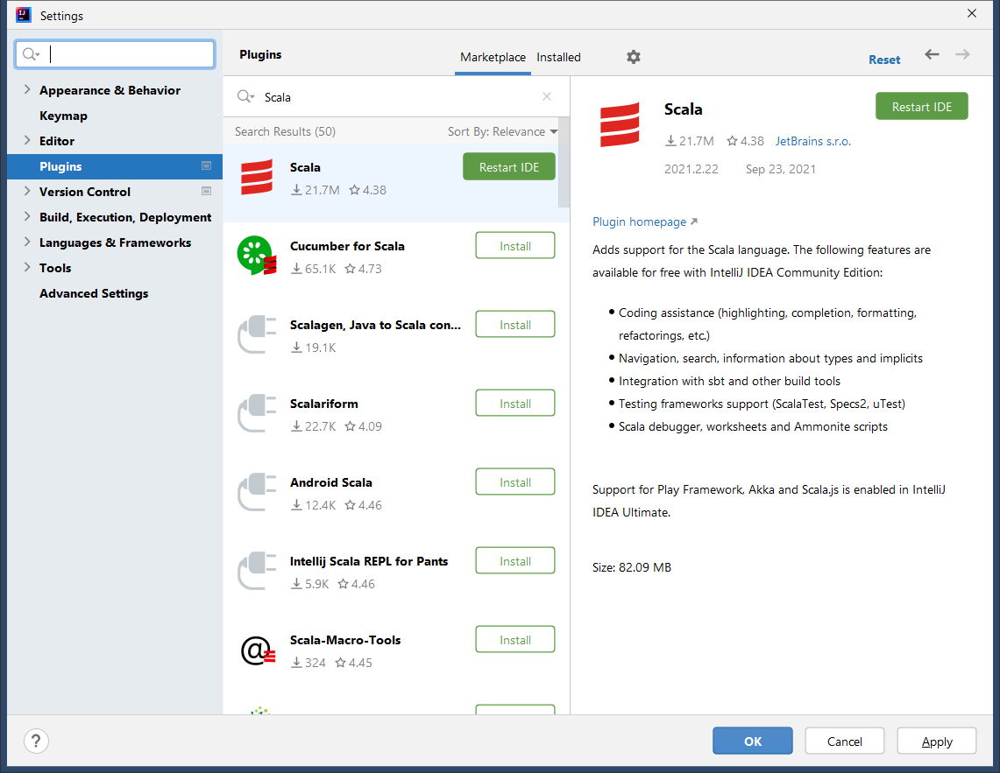 Settings
Appearance & Behavior
Keymap
Editor
Plugins
Version Control
Build, Execution, Deployment
Languages & Frameworks
Tools
Advanced Settings
Plugins
Marketplace Installed
Reset
Scala
Search Results (50) Sort By: Relevance
Scala
Restart IDE
21.7M 4.38
Cucumber for Scala
Install
65.1K 4.73
Scalagen, Java to Scala con...
Install
19.1K
Scalariform
Install
22.7K 4.09
Android Scala
Install
12.4K 4.46
Intellij Scala REPL for Pants
Install
5.9K 4.46
Scala-Macro-Tools
Install
324 4.45
Scala
Restart IDE
21.7M 4.38 JetBrains s.r.o.
2021.2.22 Sep 23, 2021
Plugin homepage
Adds support for the Scala language. The following features are
available for free with IntelliJ IDEA Community Edition:
Coding assistance (highlighting, completion, formatting,
refactorings, etc.)
Navigation, search, information about types and implicits
Integration with sbt and other build tools
Testing frameworks support (ScalaTest, Specs2, uTest)
Scala debugger, worksheets and Ammonite scripts
Support for Play Framework, Akka and Scala.js is enabled in IntelliJ
IDEA Ultimate.
Size: 82.09 MB
?
OK Cancel Apply